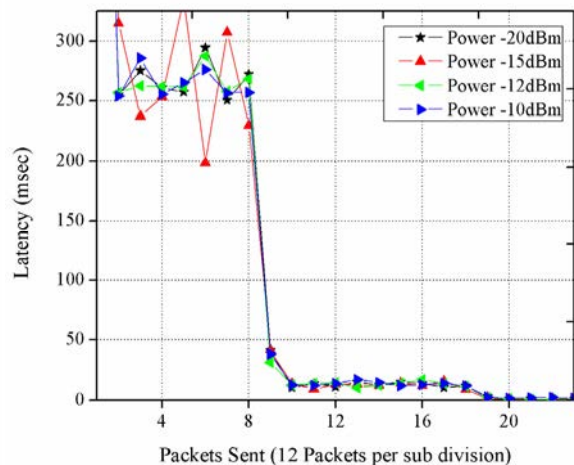 Power -20dBm
Power -15dBm
Power -12dBm
Power -10dBm
300
250
200
150
100
50
0
Latency (msec)
4
8
12
16
20
Packets Sent (12 Packets per sub division)